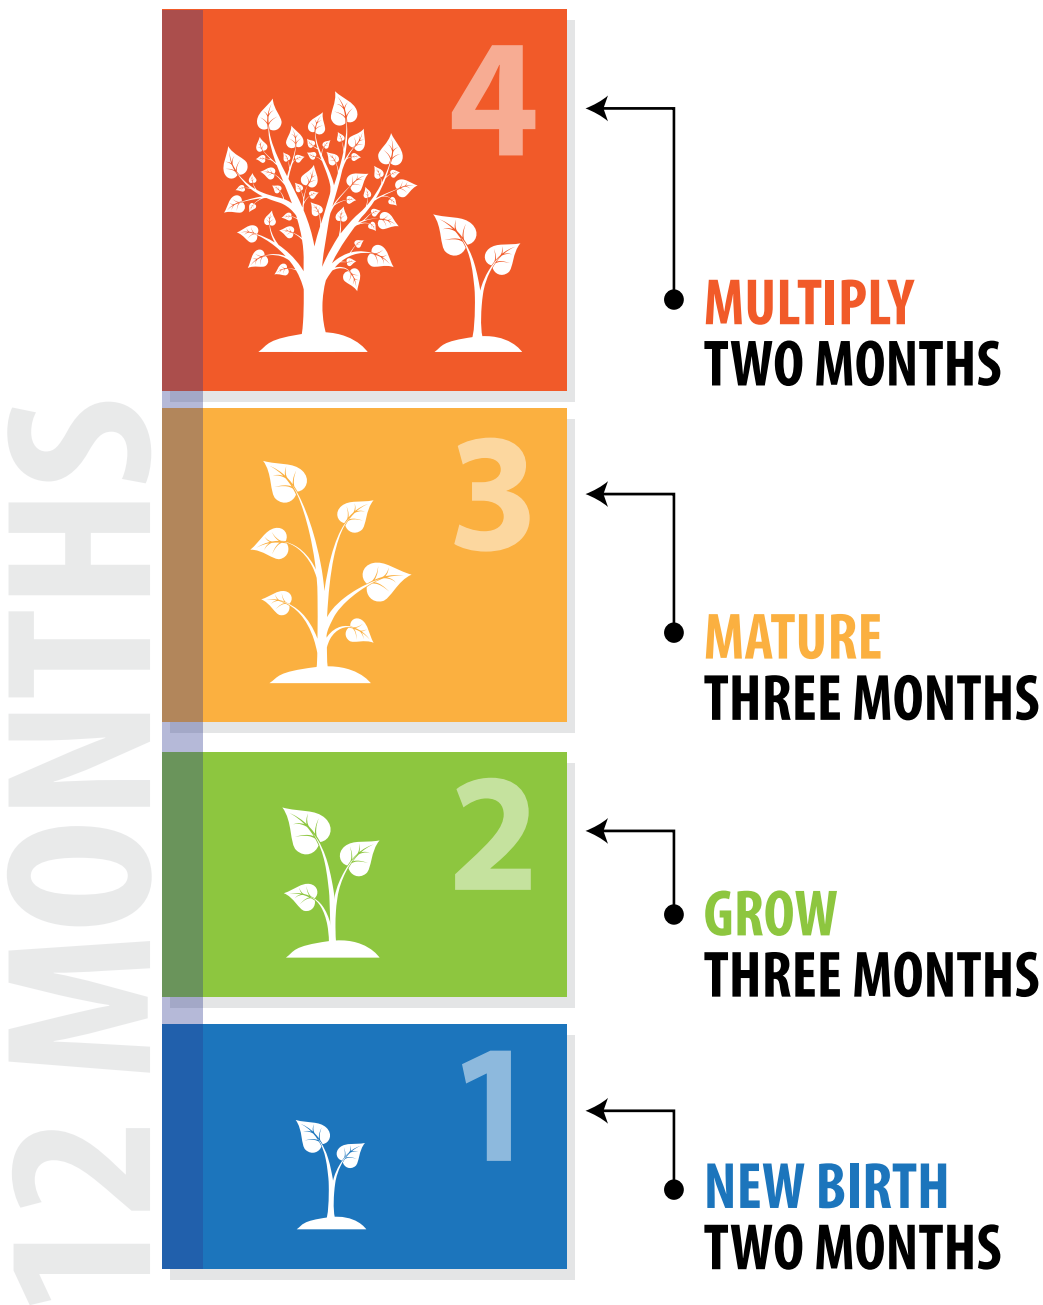 12 MONTHS
4
MULTIPLY
TWO MONTHS
3
MATURE
THREE MONTHS
2
GROW
THREE MONTHS
1
NEW BIRTH
TWO MONTHS